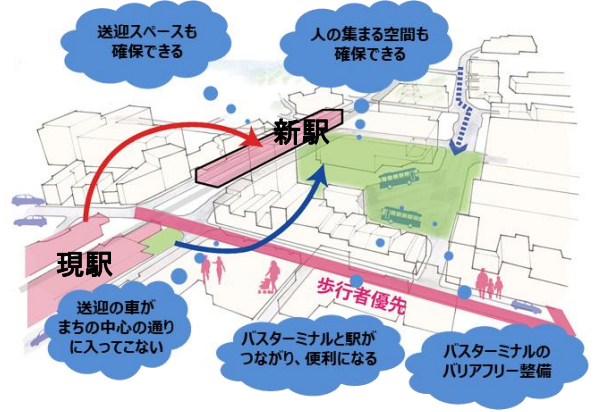 送迎スペースも
確保できる
人の集まる空間も
確保できる
新駅
現駅
歩行者優先
送迎の車が
まちの中心の通り
に入ってこない
バスターミナルと駅が
つながり、便利になる
バスターミナルの
バリアフリー整備